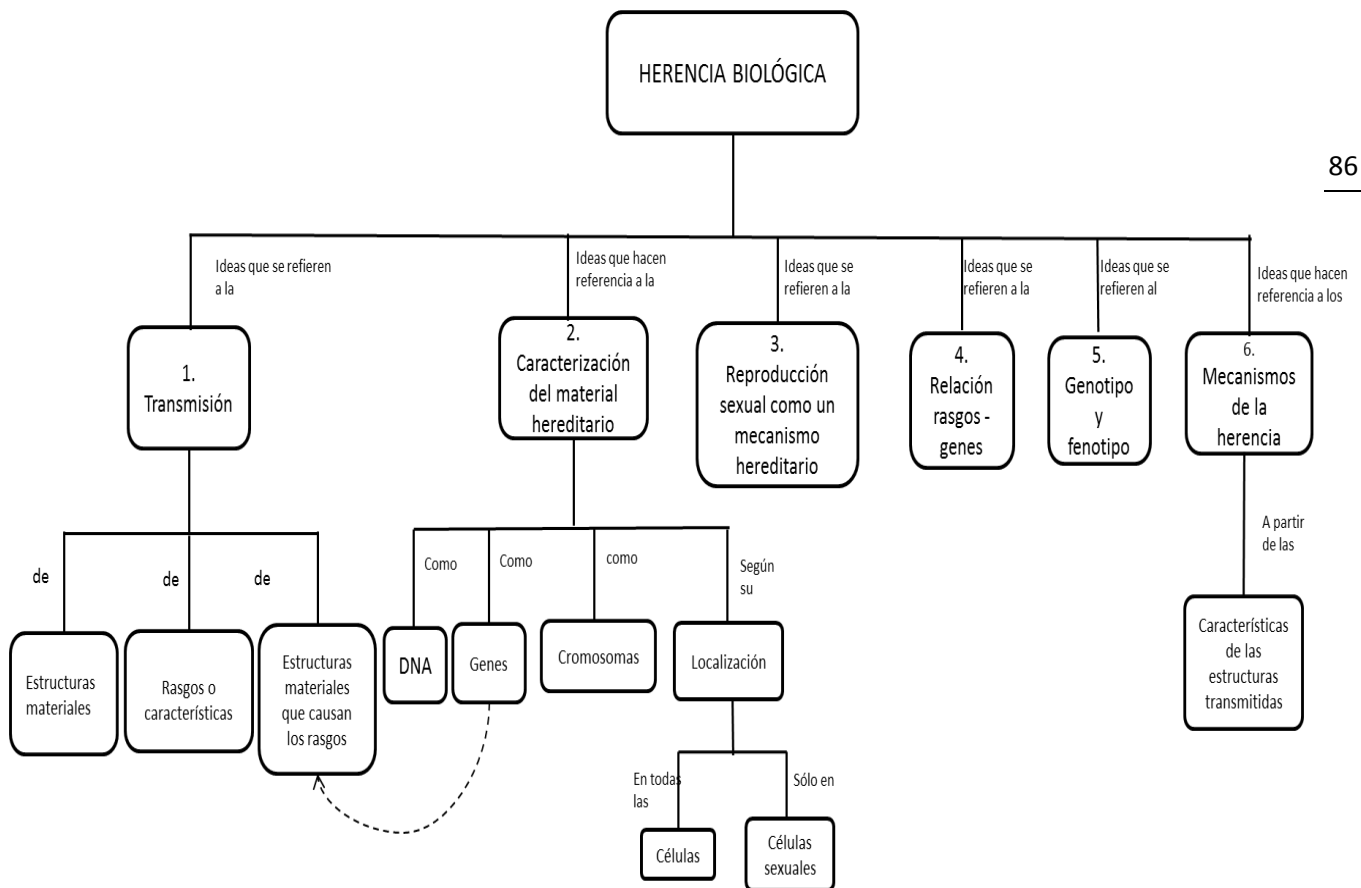 HERENCIA BIOLÓGICA
86
Ideas que se refieren
a la
Ideas que hacen
referencia a la
Ideas que se
refieren a la
Ideas que se
refieren a la
Ideas que se
refieren al
Ideas que hacen
referencia a los
1.
Transmisión
2.
Caracterización
del material
hereditario
3.
Reproducción
sexual como un
mecanismo
hereditario
4.
Relación
rasgos -
genes
5.
Genotipo
y
fenotipo
6.
Mecanismos
de la
herencia
de
de
de
Como
Como
como
Según
su
A partir
de las
Estructuras
materiales
Rasgos o
características
Estructuras
materiales
que causan
los rasgos
DNA
Genes
Cromosomas
Localización
Características
de las
estructuras
transmitidas
En todas
las
Sólo en
Células
Células
sexuales